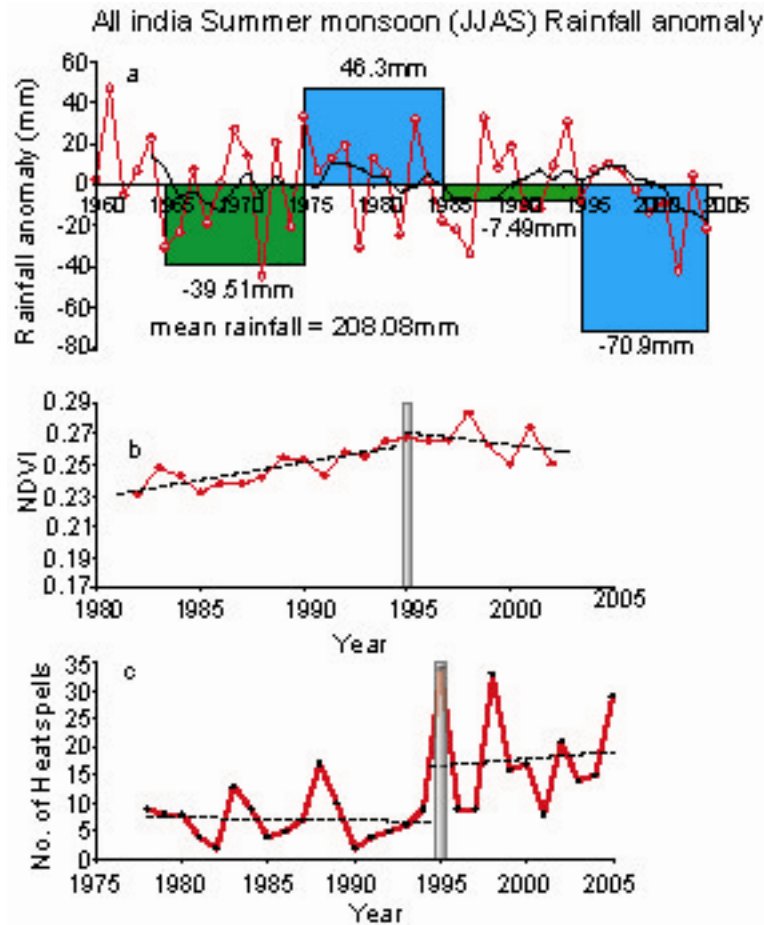 All india Summer monsoon (JJAS) Rainfall anomaly
a
46.3mm
60
40
20
0
-20
-40
-60
-80
Rainfall anomaly (mm)
1960 1965 1970 1975 1980 1985 1990 1995 2005
-7.49mm
-39.51mm
mean rainfall = 208.08mm
-70.9mm
b
0.29
0.27
0.25
0.23
0.21
0.19
0.17
NDVI
1980 1985 1990 1995 2000 2005
Year
c
35
30
25
20
15
10
5
0
No. of Heat spells
1975 1980 1985 1990 1995 2000 2005
Year